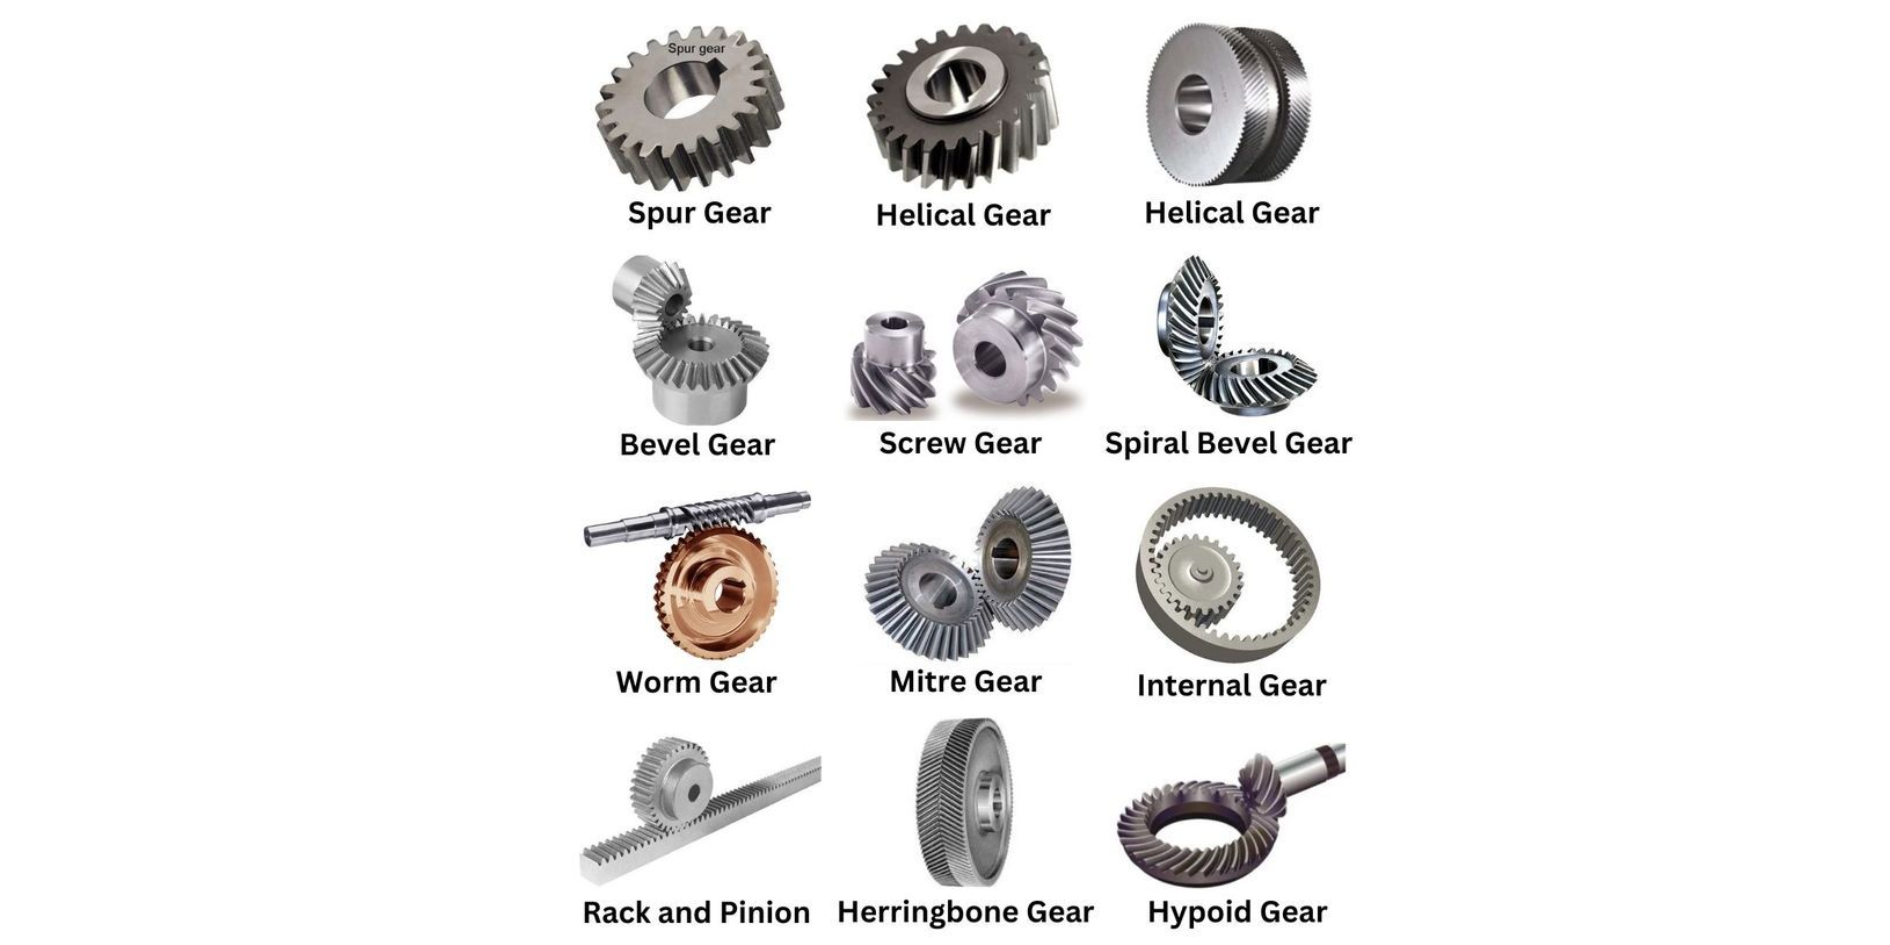 Spur gear
Spur Gear
Helical Gear
Helical Gear
Bevel Gear
Screw Gear
Spiral Bevel Gear
Worm Gear
Mitre Gear
Internal Gear
Rack and Pinion
Herringbone Gear
Hypoid Gear